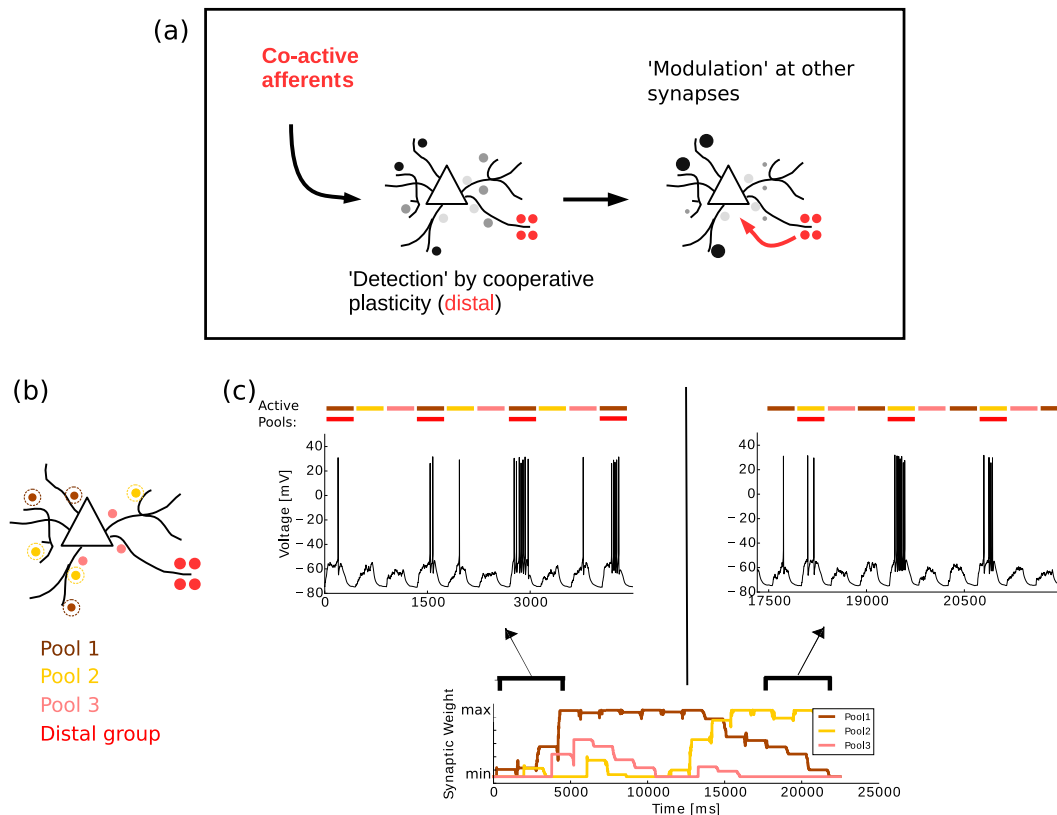 (a)
Co-active
afferents
'Modulation' at other
synapses
'Detection' by cooperative
plasticity (distal)
(b)
Pool 1
Pool 2
Pool 3
Distal group
(c)
Active
Pools:
Voltage [mV]
40
20
0
−20
−40
−60
−80
0
1500
3000
40
20
0
−20
−40
−60
−80
17500
19000
20500
Synaptic Weight
max
min
Pool1
Pool2
Pool3
0
5000
10000
15000
20000
25000
Time [ms]